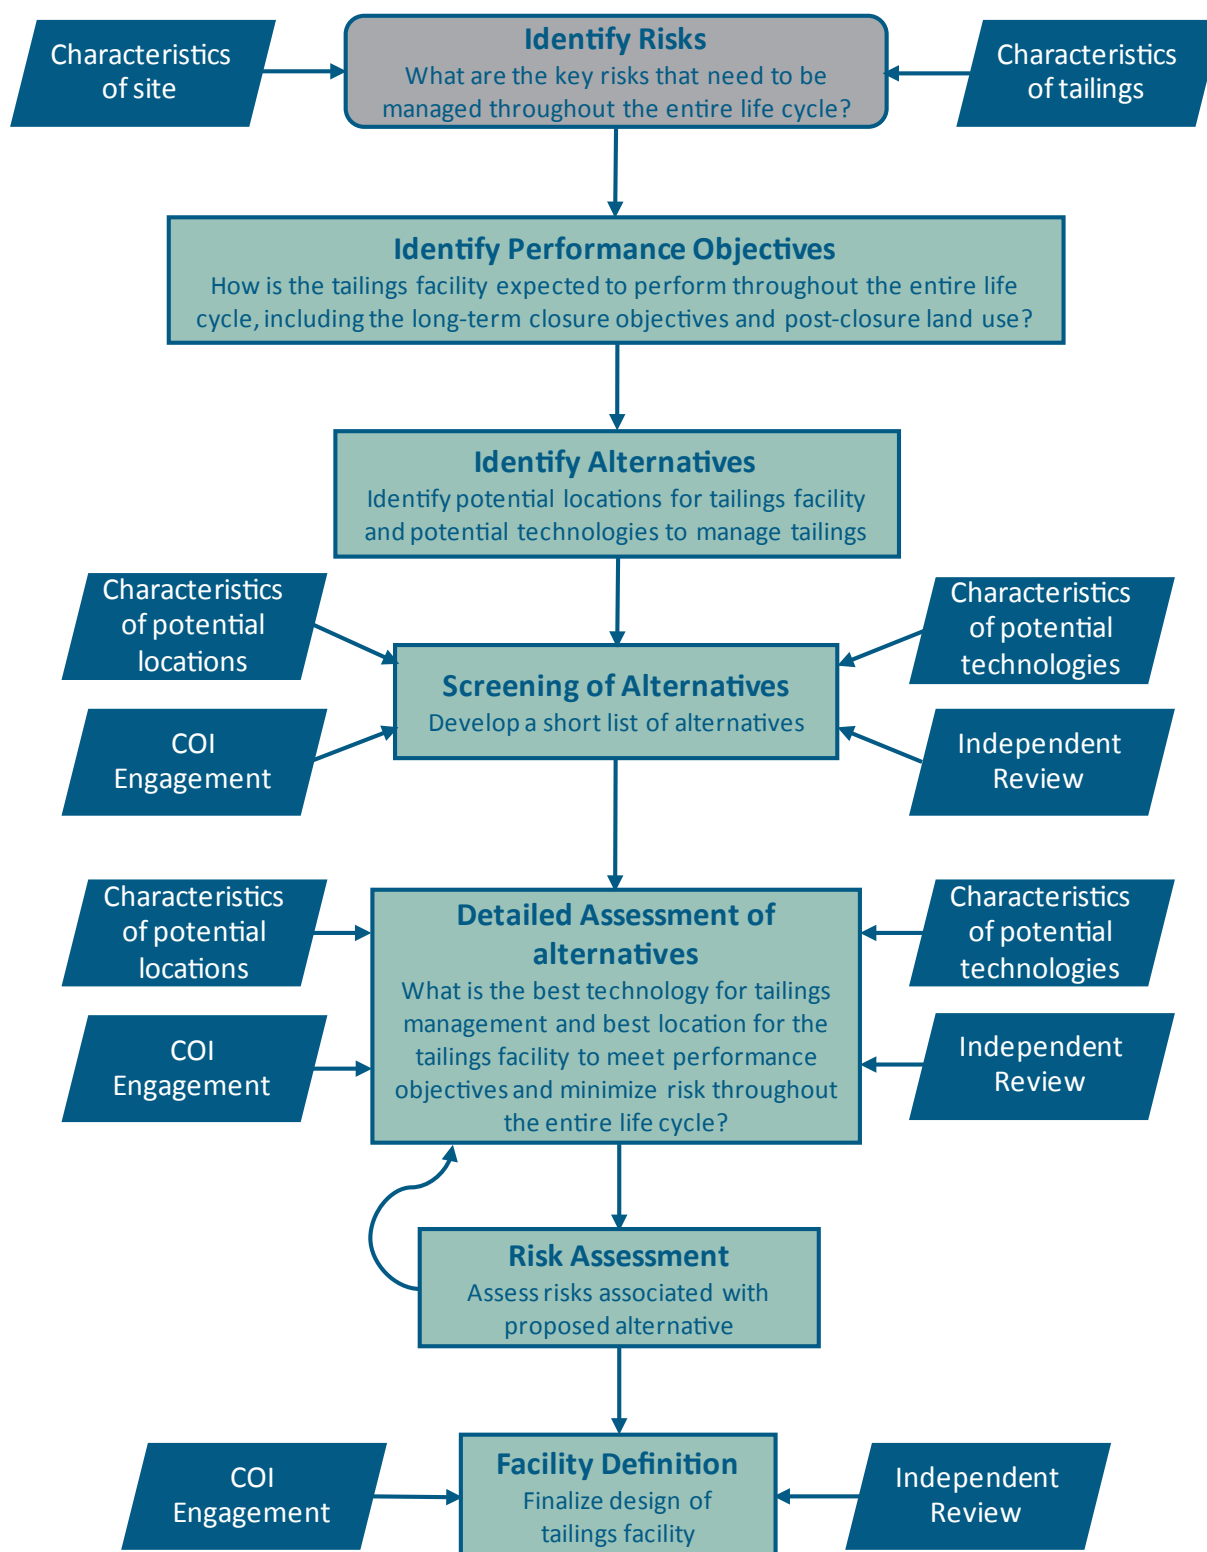 Characteristics
of site
Identify Risks
What are the key risks that need to be
managed throughout the entire life cycle?
Characteristics
of tailings
Identify Performance Objectives
How is the tailings facility expected to perform throughout the entire life
cycle, including the long-term closure objectives and post-closure land use?
Identify Alternatives
Identify potential locations for tailings facility
and potential technologies to manage tailings
Characteristics
of potential
locations
Characteristics
of potential
technologies
Screening of Alternatives
Develop a short list of alternatives
COI
Engagement
Independent
Review
Characteristics
of potential
locations
Detailed Assessment of
alternatives
What is the best technology for tailings
management and best location for the
tailings facility to meet performance
objectives and minimize risk throughout
the entire life cycle?
Characteristics
of potential
technologies
COI
Engagement
Independent
Review
Risk Assessment
Assess risks associated with
proposed alternative
COI
Engagement
Facility Definition
Finalize design of
tailings facility
Independent
Review